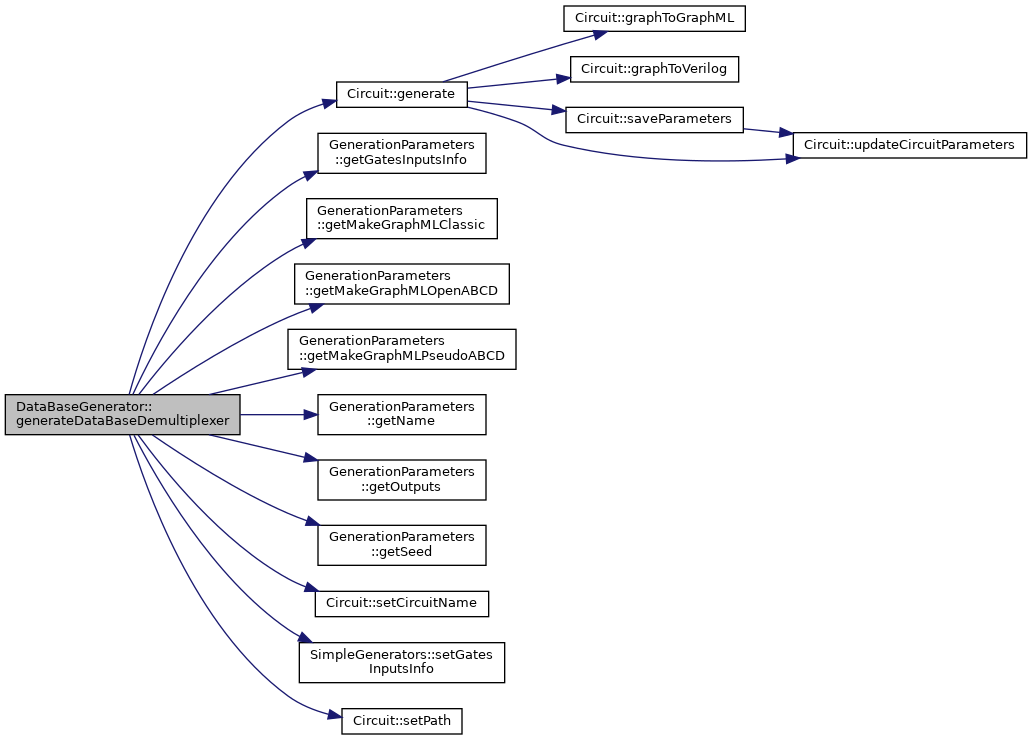 Circuit::graphToGraphML
Circuit::graphToVerilog
Circuit::generate
Circuit::saveParameters
Circuit::updateCircuitParameters
GenerationParameters
::getGatesInputsInfo
GenerationParameters
::getMakeGraphMLClassic
GenerationParameters
::getMakeGraphMLOpenABCD
GenerationParameters
::getMakeGraphMLPseudoABCD
DataBaseGenerator::
generateDataBaseDemultiplexer
GenerationParameters
::getName
GenerationParameters
::getOutputs
GenerationParameters
::getSeed
Circuit::setCircuitName
SimpleGenerators::setGates
InputsInfo
Circuit::setPath